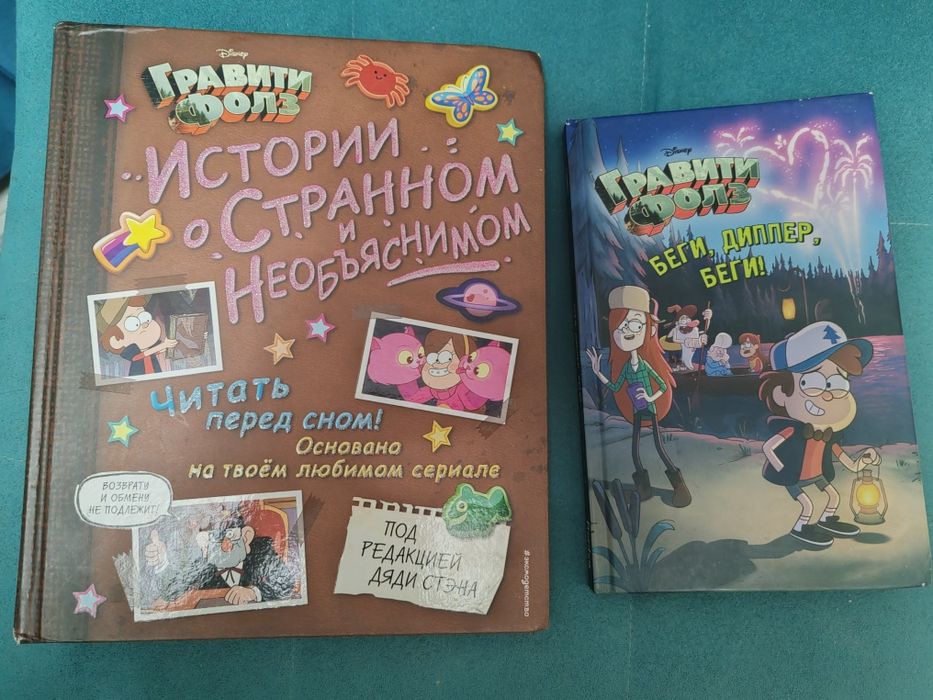 Disney
ГРАВИТИ
ФОЛЗ
ИСТОРИИ
О СТРАННОМ
И
НЕОБЪЯСНИМОМ
Читать
перед сном!
Основано
на твоём любимом сериале
ВОЗВРАТУ
И ОБМЕНУ
НЕ ПОДЛЕЖИТ!
ПОД
РЕДАКЦИЕЙ
ДЯДИ СТЭНА
#эксмодетство
Disney
ГРАВИТИ
ФОЛЗ
БЕГИ, ДИППЕР,
БЕГИ!